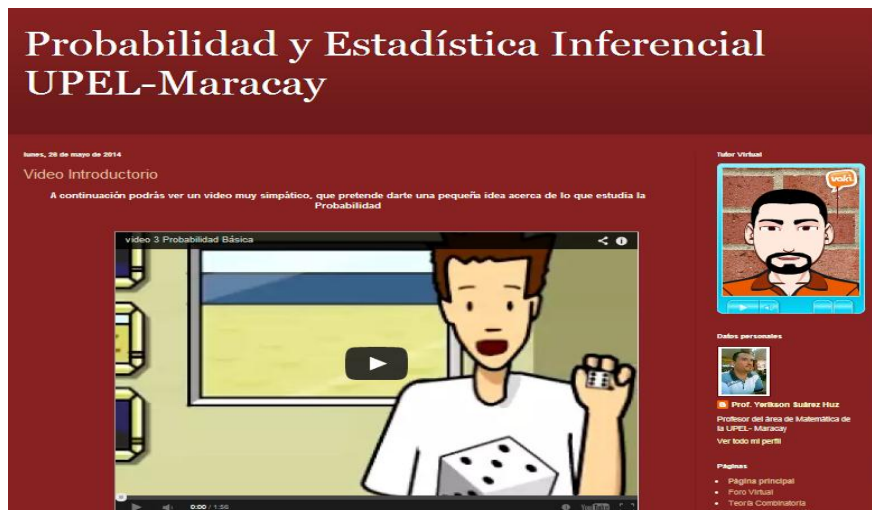 Probabilidad y Estadística Inferencial
UPEL-Maracay
lunes, 26 de mayo de 2014
Video Introductorio
A continuación podrás ver un video muy simpático, que pretende darte una pequeña idea acerca de lo que estudia la
Probabilidad
video 3 Probabilidad Básica
0:00 / 1:56
YouTube
Tutor Virtual
voki
Datos personales
Prof. Yerikson Suárez Huz
Profesor del área de Matemática de
la UPEL- Maracay
Ver todo mi perfil
Páginas
Página principal
Foro Virtual
Teoría Combinatoria